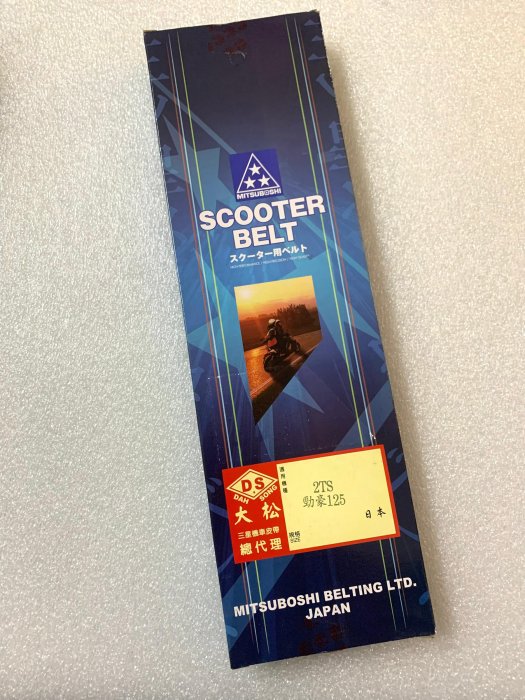 MITSUBOSHI
SCOOTER
BELT
スクーター用ベルト
D.S
DAH SONG
大松
三星機車皮帶
總代理
適用機種
2TS
勁豪125
日本
規格
SIZE
MITSUBOSHI BELTING LTD.
JAPAN